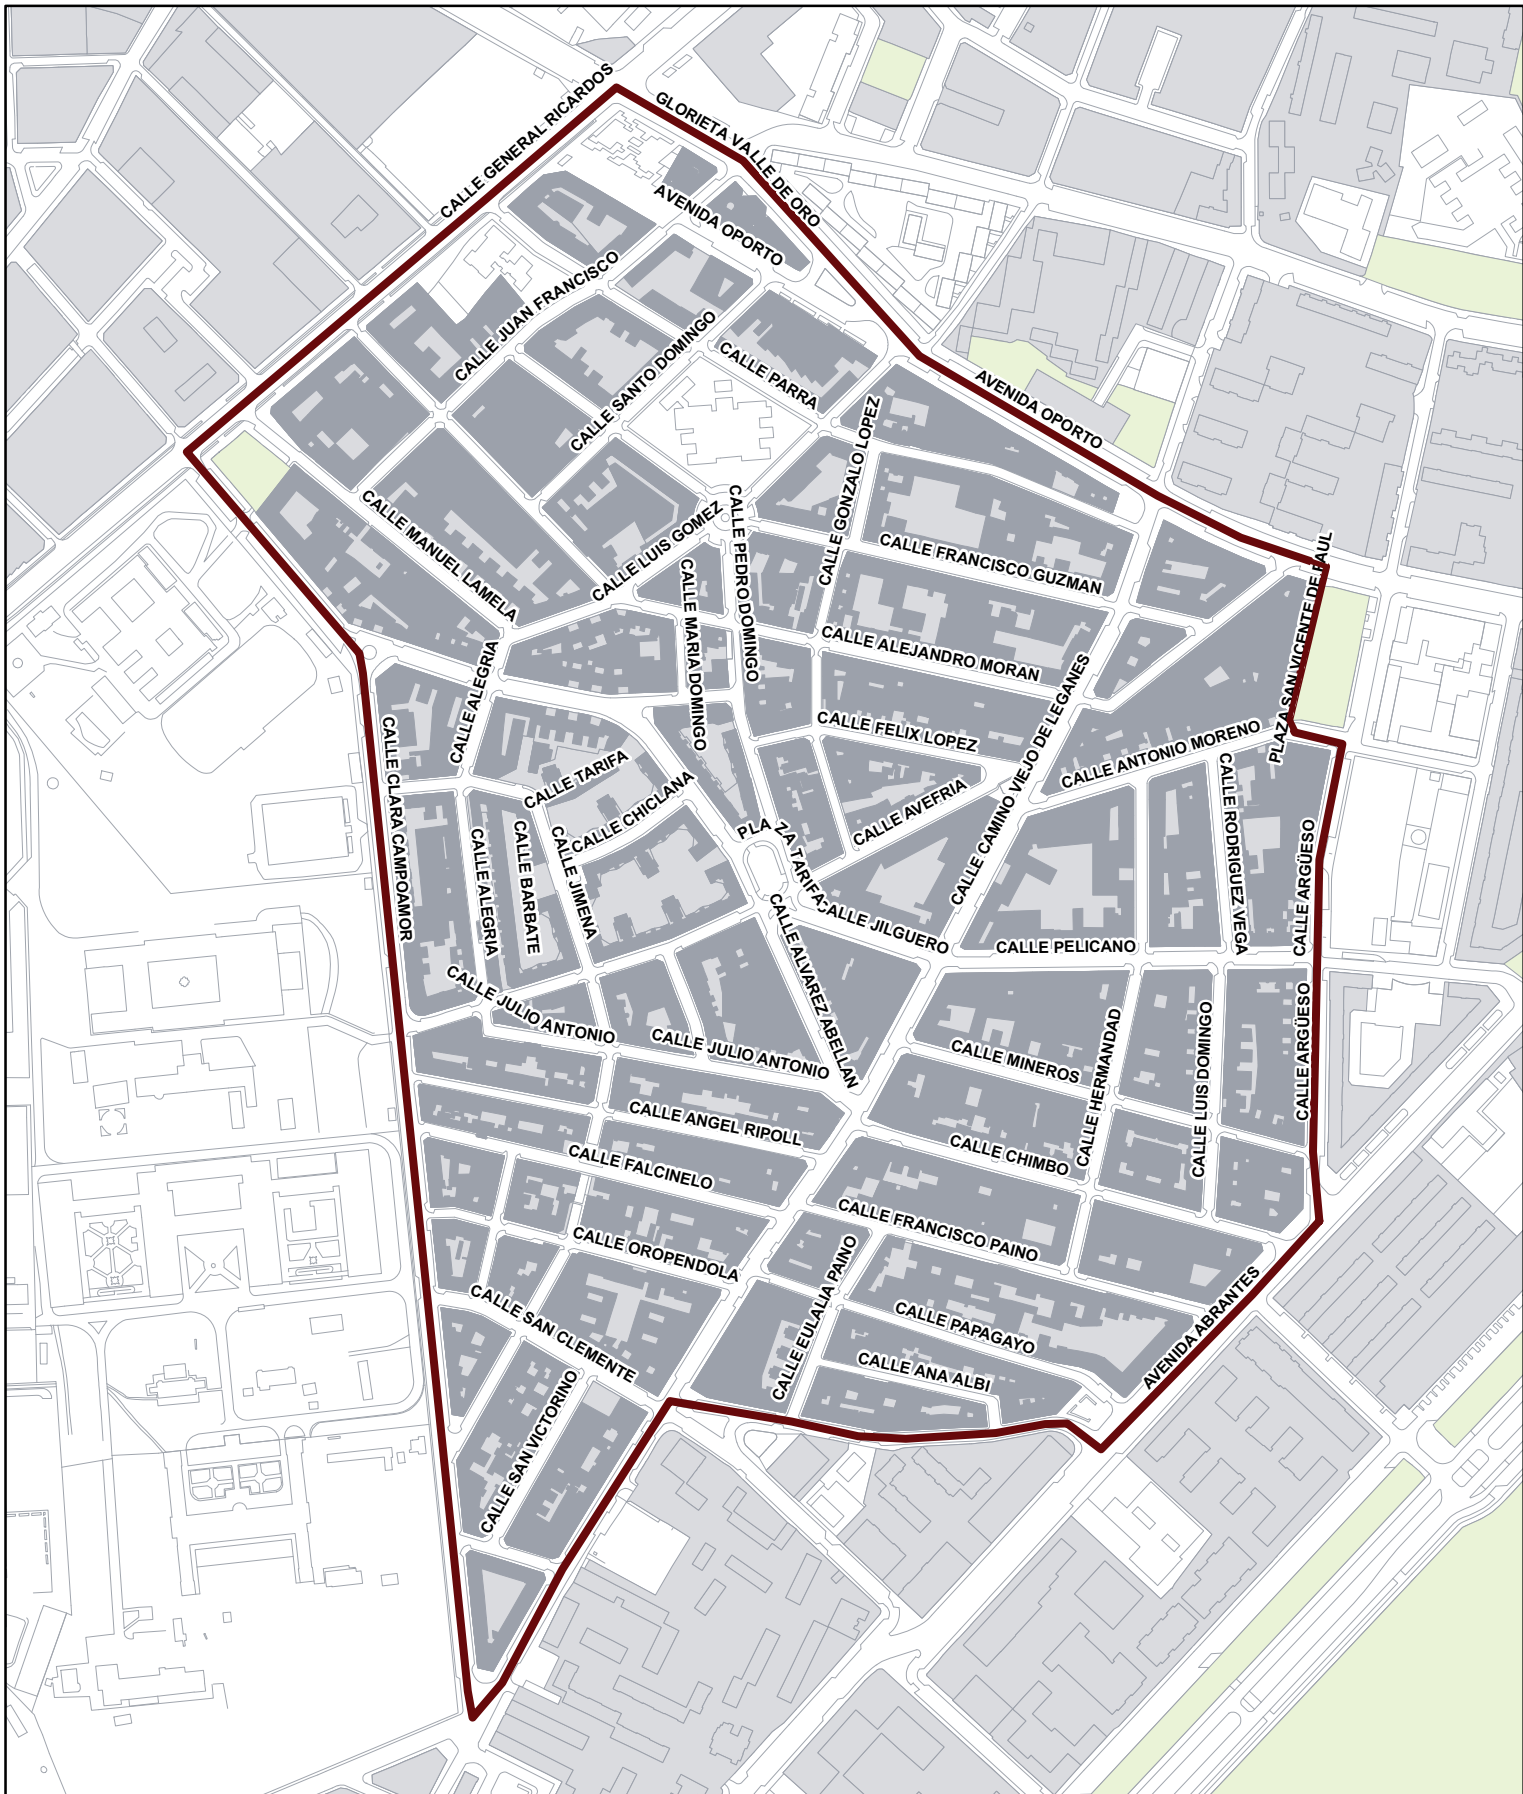 CALLE GENERAL RICARDOS
GLORIETA VALLE DE ORO
AVENIDA OPORTO
CALLE JUAN FRANCISCO
CALLE SANTO DOMINGO
CALLE PARRA
AVENIDA OPORTO
CALLE GONZALO LOPEZ
CALLE MANUEL LAMELA
CALLE LUIS GOMEZ
CALLE PEDRO DOMINGO
CALLE MARIA DOMINGO
CALLE FRANCISCO GUZMAN
CALLE ALEJANDRO MORAN
PLAZA SAN VICENTE DE PAUL
CALLE ALEGRIA
CALLE CLARA CAMPOAMOR
CALLE FELIX LOPEZ
CALLE CAMINO VIEJO DE LEGANES
CALLE ANTONIO MORENO
CALLE TARIFA
CALLE CHICLANA
CALLE AVEFRIA
CALLE RODRIGUEZ VEGA
CALLE ARGÜESO
PLAZA TARIFA
CALLE ALEGRIA
CALLE BARBATE
CALLE JIMENA
CALLE JILGUERO
CALLE PELICANO
CALLE ALVAREZ ABELLAN
CALLE JULIO ANTONIO
CALLE JULIO ANTONIO
CALLE MINEROS
CALLE HERMANDAD
CALLE LUIS DOMINGO
CALLE ARGÜESO
CALLE ANGEL RIPOLL
CALLE FALCINELO
CALLE CHIMBO
CALLE OROPENDOLA
CALLE FRANCISCO PAINO
CALLE EULALIA PAINO
CALLE SAN CLEMENTE
CALLE PAPAGAYO
AVENIDA ABRANTES
CALLE ANA ALBI
CALLE SAN VICTORINO